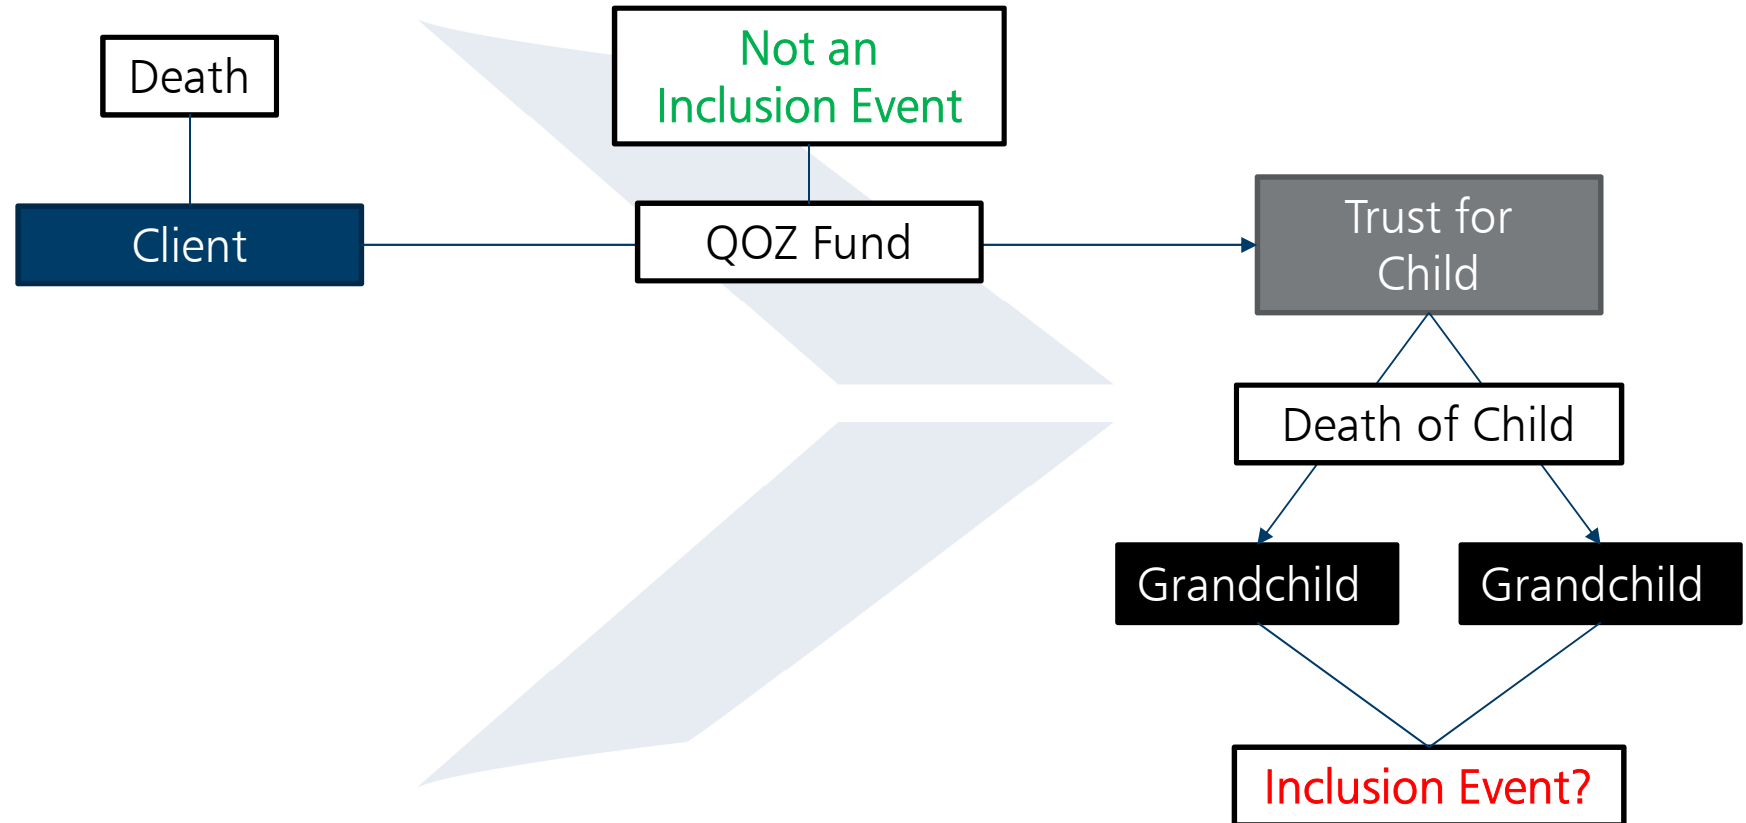 Death
Not an
Inclusion Event
Client
QOZ Fund
Trust for
Child
Death of Child
Grandchild
Grandchild
Inclusion Event?